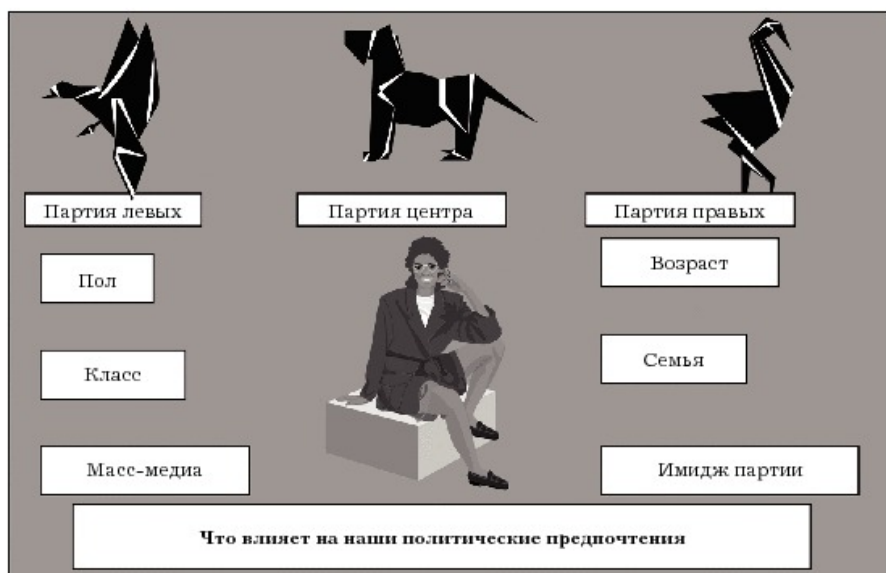 Партия левых
Партия центра
Партия правых
Пол
Возраст
Класс
Семья
Масс-медиа
Имидж партии
Что влияет на наши политические предпочтения